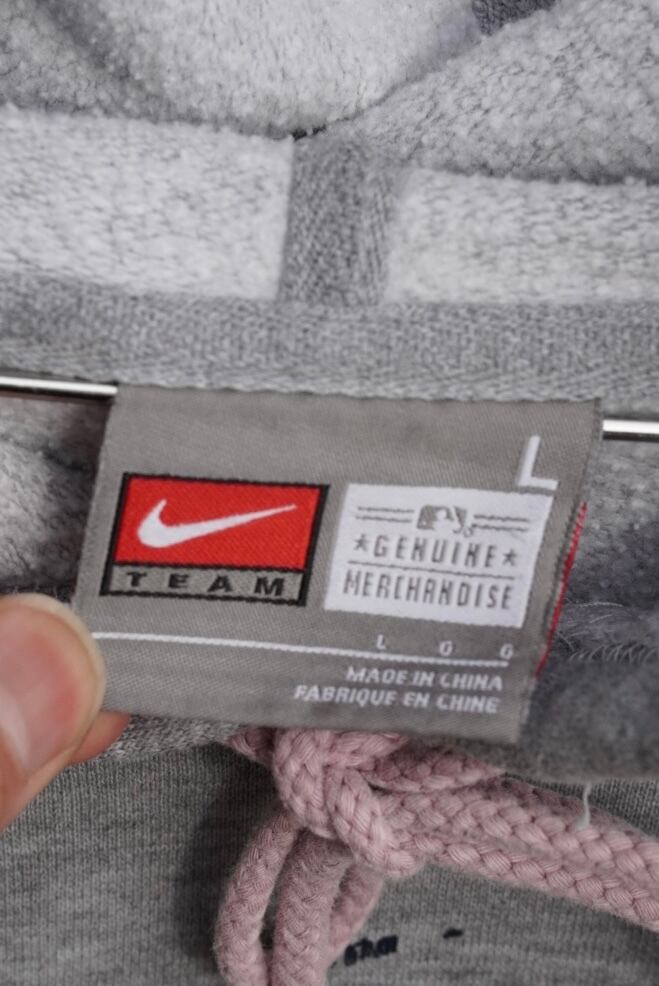 L
TEAM
★GENUINE★
MERCHANDISE
L G G
MADE IN CHINA
FABRIQUE EN CHINE